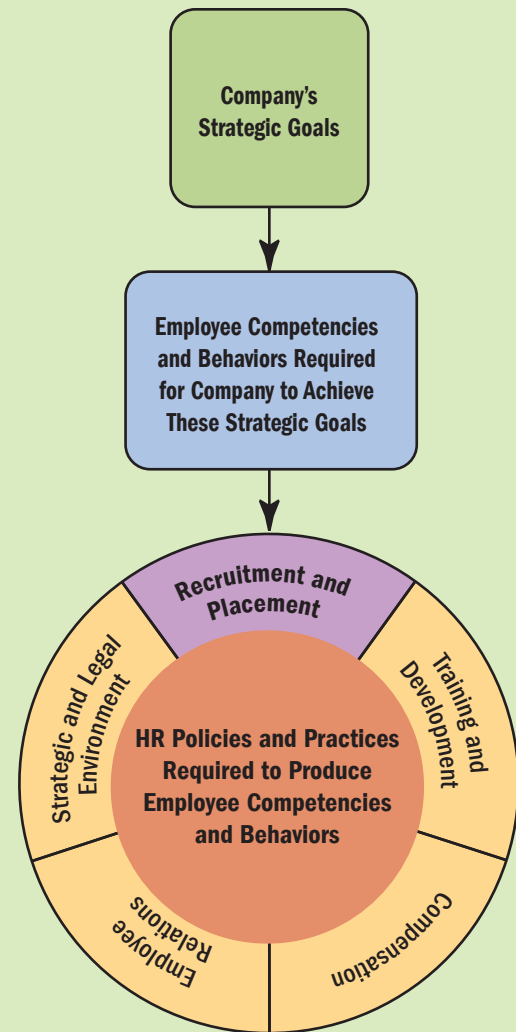 Company's
Strategic Goals
Employee Competencies
and Behaviors Required
for Company to Achieve
These Strategic Goals
Recruitment and
Placement
Strategic and Legal
Environment
Training and
Development
HR Policies and Practices
Required to Produce
Employee Competencies
and Behaviors
Employee
Relations
Compensation